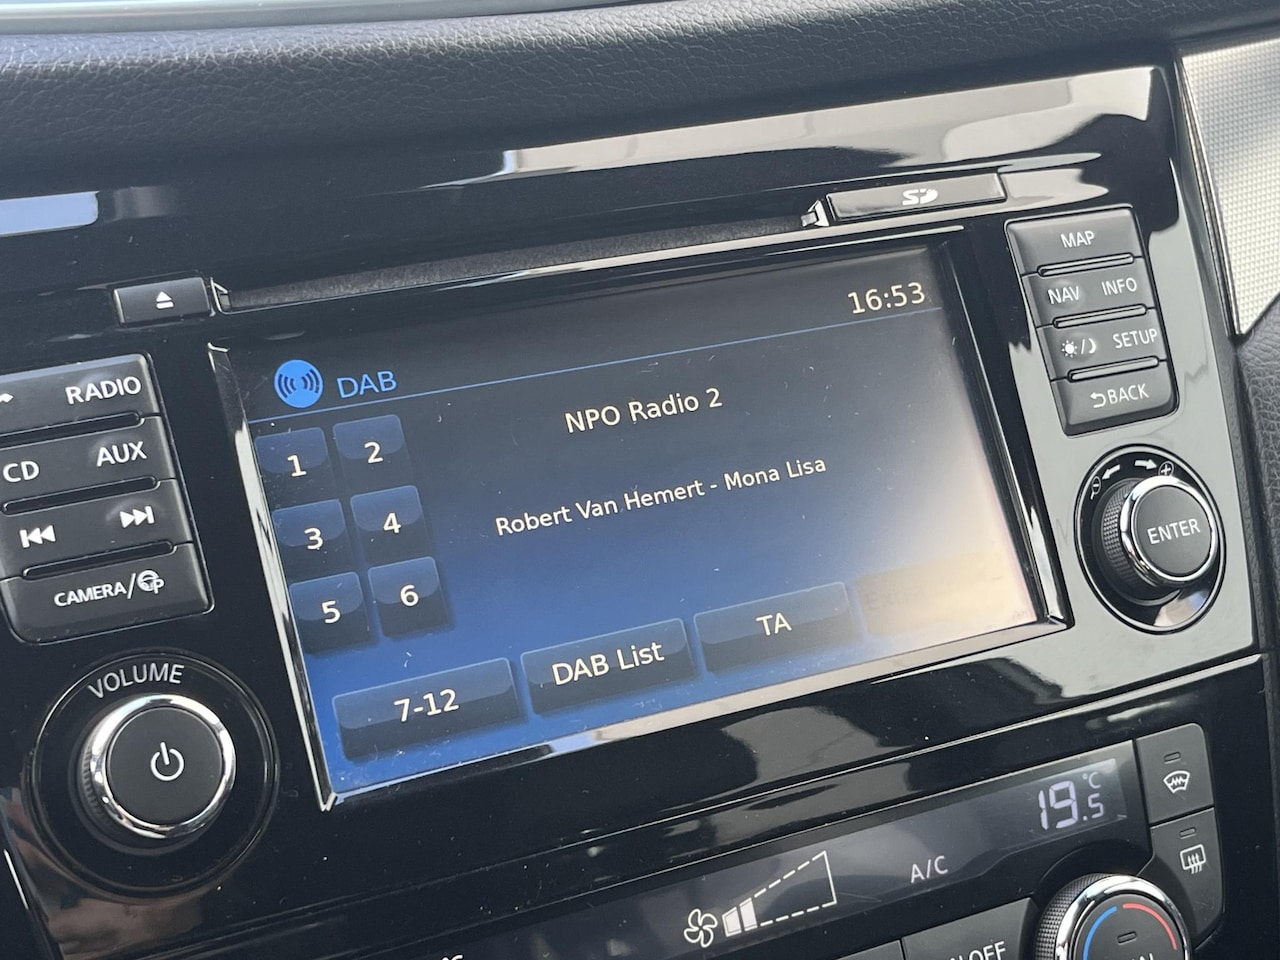 SD
MAP
NAV INFO
SETUP
BACK
ENTER
RADIO
CD AUX
CAMERA/
VOLUME
16:53
DAB
NPO Radio 2
Robert Van Hemert - Mona Lisa
1 2
3 4
5 6
7-12 DAB List TA
19.5 °C
A/C